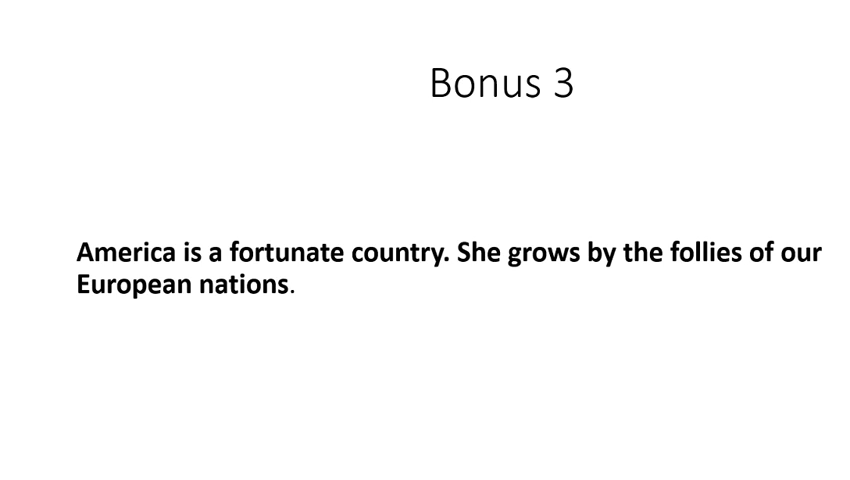 Bonus 3
America is a fortunate country. She grows by the follies of our
European nations.